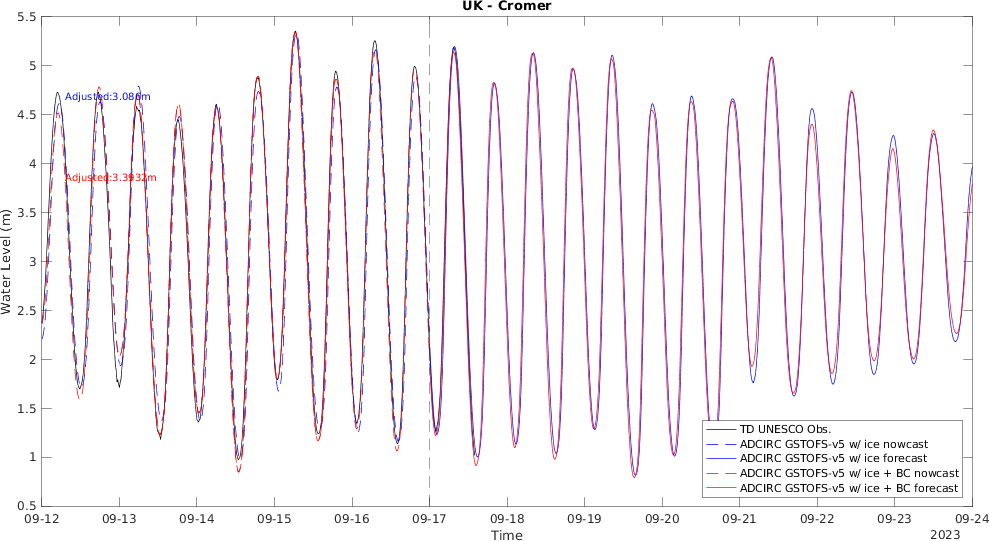 UK - Cromer
5.5
5
4.5
4
3.5
3
2.5
2
1.5
1
0.5
Water Level (m)
Adjusted:3.086m
Adjusted:3.3932m
TD UNESCO Obs.
ADCIRC GSTOFS-v5 w/ ice nowcast
ADCIRC GSTOFS-v5 w/ ice forecast
ADCIRC GSTOFS-v5 w/ ice + BC nowcast
ADCIRC GSTOFS-v5 w/ ice + BC forecast
09-12 09-13 09-14 09-15 09-16 09-17 09-18 09-19 09-20 09-21 09-22 09-23 09-24
Time
2023